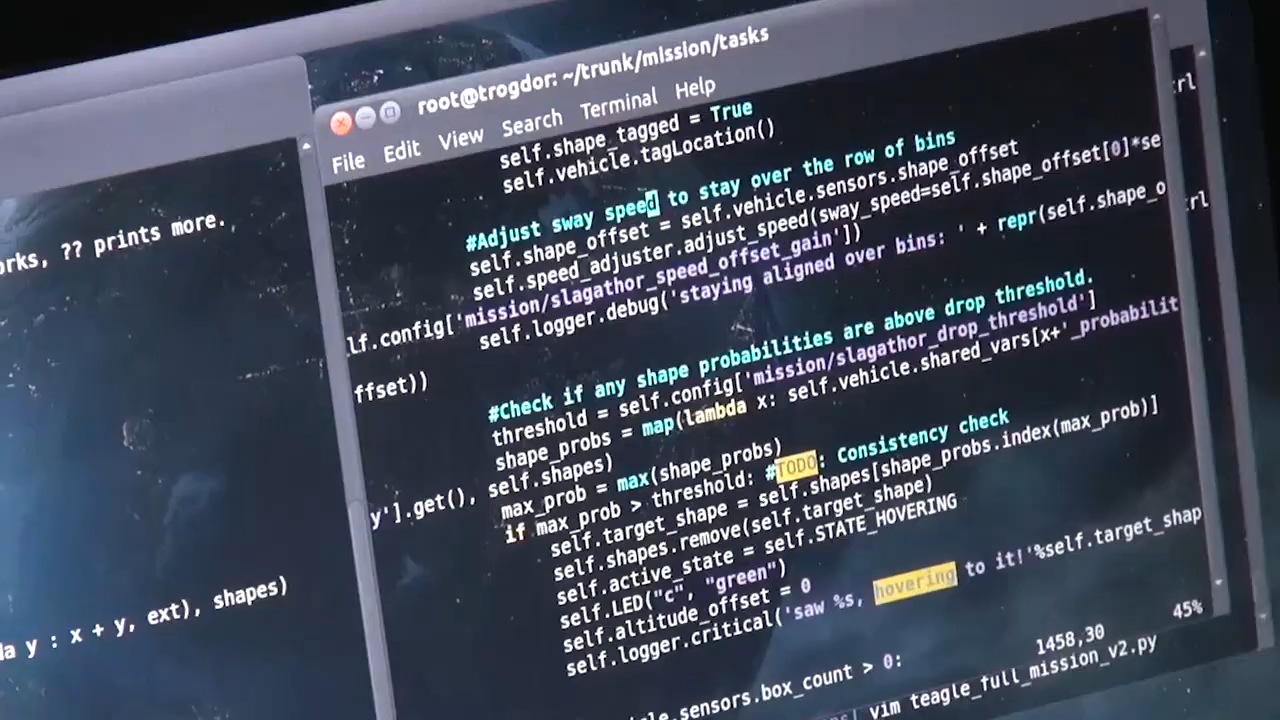 root@trogdor: ~/trunk/mission/tasks
File Edit View Search Terminal Help
self.shape_tagged = True
self.vehicle.tagLocation()
#Adjust sway speed to stay over the row of bins
self.shape_offset = self.vehicle.sensors.shape_offset
self.speed_adjuster.adjust_speed(sway_speed=self.shape_offset[0]*se
lf.config['mission/slagathor_speed_offset_gain'])
self.logger.debug('staying aligned over bins: ' + repr(self.shape_o
ffset))
#Check if any shape probabilities are above drop threshold.
threshold = self.config['mission/slagathor_drop_threshold']
shape_probs = map(lambda x: self.vehicle.shared_vars[x+'_probabilit
y'].get(), self.shapes)
max_prob = max(shape_probs)
if max_prob > threshold: #TODO: Consistency check
self.target_shape = self.shapes[shape_probs.index(max_prob)]
self.shapes.remove(self.target_shape)
self.active_state = self.STATE_HOVERING
self.LED("c", "green")
self.altitude_offset = 0
self.logger.critical('saw %s, hovering to it!'%self.target_shap
le.sensors.box_count > 0:
1458,30 45%
vim teagle_full_mission_v2.py
orks, ?? prints more.
da y : x + y, ext), shapes)
trl
trl